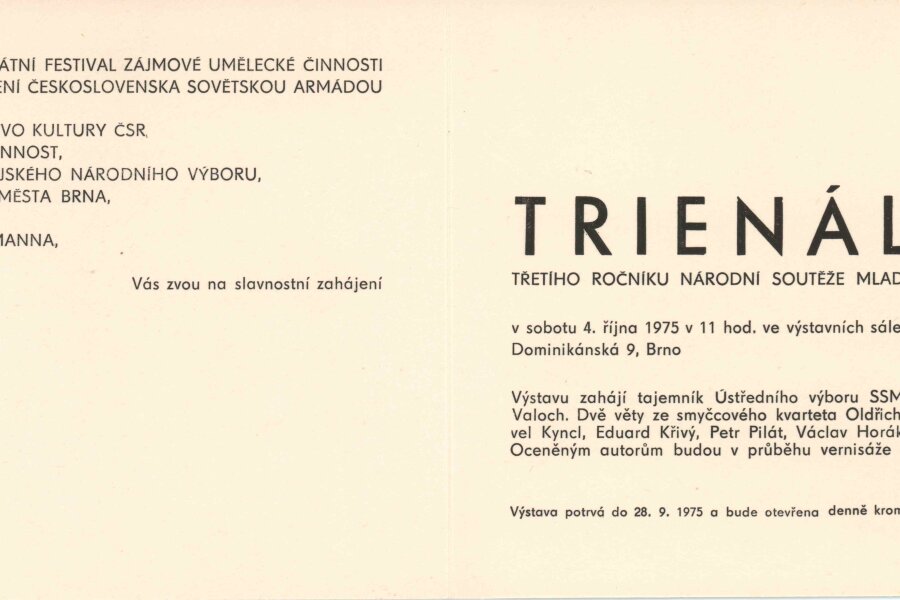 ÁTNÍ FESTIVAL ZÁJMOVÉ UMĚLECKÉ ČINNOSTI
ENÍ ČESKOSLOVENSKA SOVĚTSKOU ARMÁDOU
VO KULTURY ČSR,
NNOST,
JSKÉHO NÁRODNÍHO VÝBORU,
MĚSTA BRNA,
MANNA,
Vás zvou na slavnostní zahájení
TRIENÁL
TŘETÍHO ROČNÍKU NÁRODNÍ SOUTĚŽE MLAD
v sobotu 4. října 1975 v 11 hod. ve výstavních sále
Dominikánská 9, Brno
Výstavu zahájí tajemník Ústředního výboru SSM
Valoch. Dvě věty ze smyčcového kvarteta Oldřich
vel Kyncl, Eduard Křivý, Petr Pilát, Václav Horák
Oceněným autorům budou v průběhu vernisáže
Výstava potrvá do 28. 9. 1975 a bude otevřena denně krom